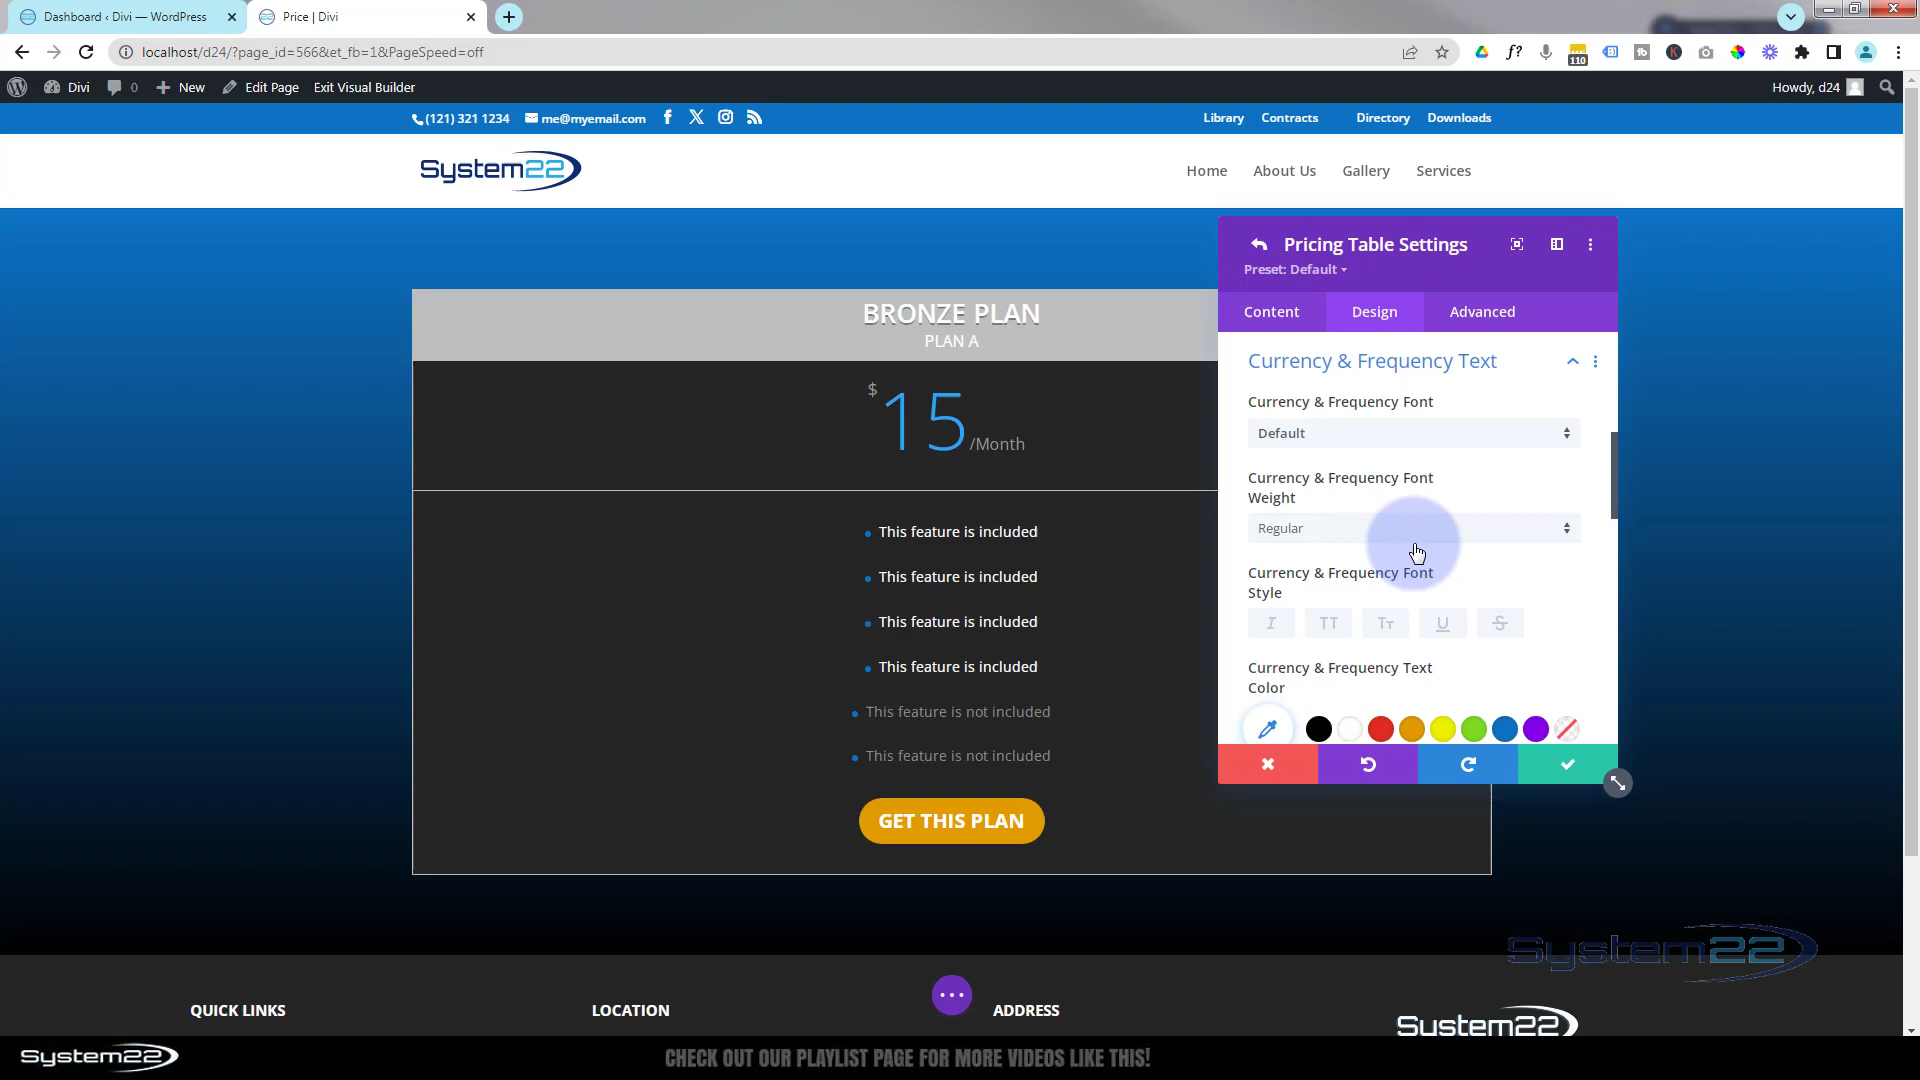 Dashboard ‹ Divi — WordPress
Price | Divi
localhost/d24/?page_id=566&et_fb=1&PageSpeed=off
110
Divi
0
New
Edit Page
Exit Visual Builder
Howdy, d24
(121) 321 1234
me@myemail.com
Library
Contracts
Directory
Downloads
System22
Home
About Us
Gallery
Services
BRONZE PLAN
PLAN A
$
15
/Month
This feature is included
This feature is included
This feature is included
This feature is included
This feature is not included
This feature is not included
GET THIS PLAN
Pricing Table Settings
Preset: Default
Content
Design
Advanced
Currency & Frequency Text
Currency & Frequency Font
Default
Currency & Frequency Font
Weight
Regular
Currency & Frequency Font
Style
I
TT
Tt
U
S
Currency & Frequency Text
Color
System22
QUICK LINKS
LOCATION
ADDRESS
System22
System22
CHECK OUT OUR PLAYLIST PAGE FOR MORE VIDEOS LIKE THIS!